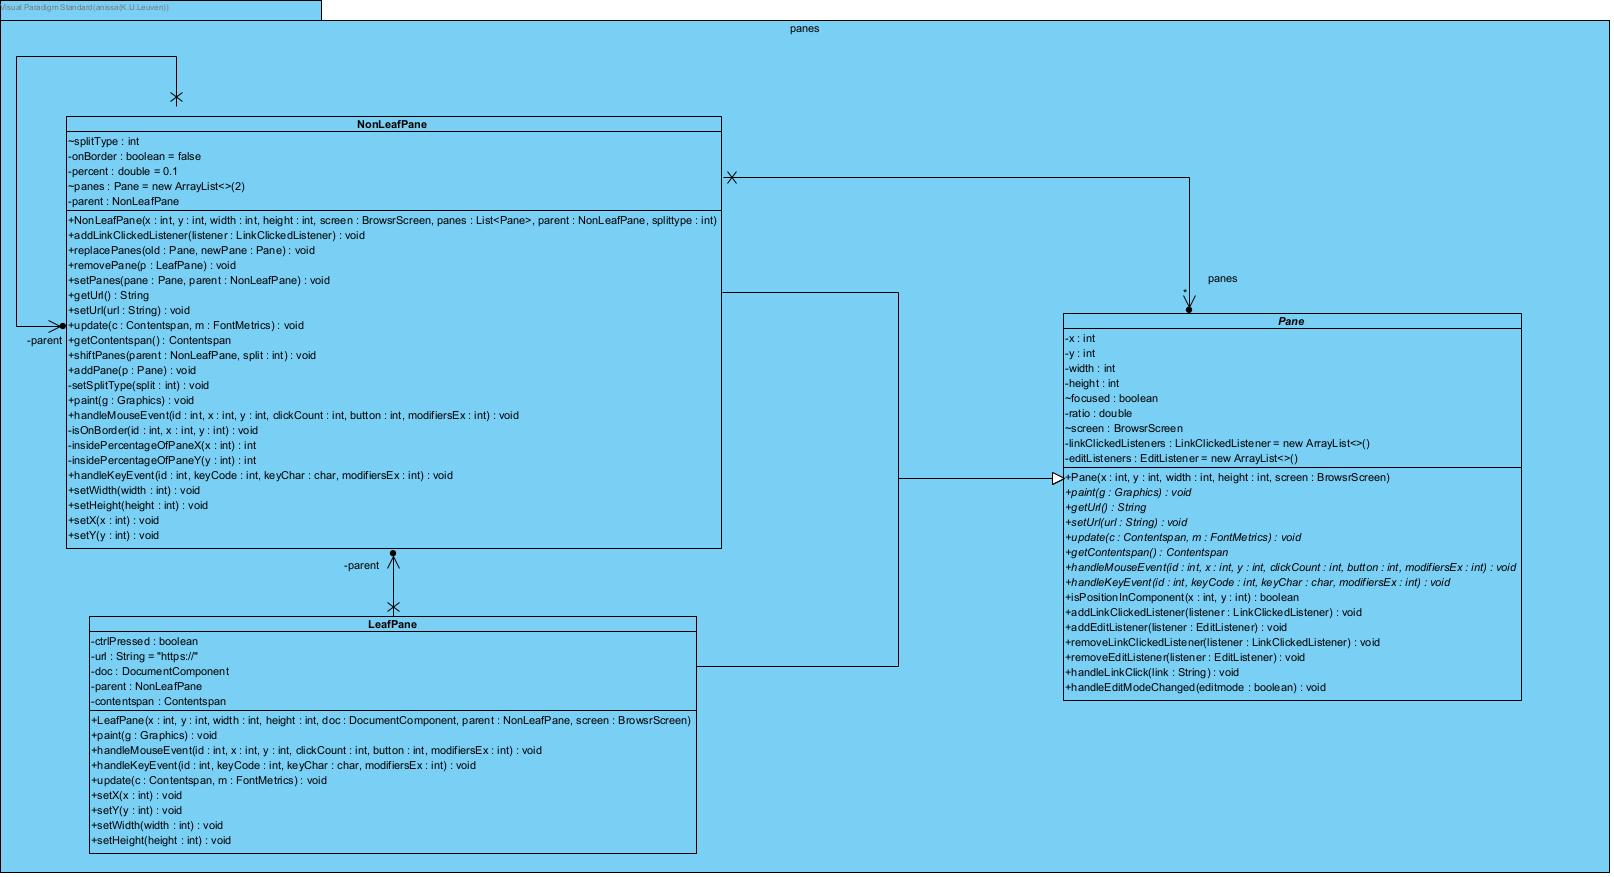 Visual Paradigm Standard(anissa(K.U.Leuven))
panes
NonLeafPane
~splitType : int
-onBorder : boolean = false
-percent : double = 0.1
~panes : Pane = new ArrayList<>(2)
-parent : NonLeafPane
+NonLeafPane(x : int, y : int, width : int, height : int, screen : BrowsrScreen, panes : List<Pane>, parent : NonLeafPane, splittype : int)
+addLinkClickedListener(listener : LinkClickedListener) : void
+replacePanes(old : Pane, newPane : Pane) : void
+removePane(p : LeafPane) : void
+setPanes(pane : Pane, parent : NonLeafPane) : void
+getUrl() : String
+setUrl(url : String) : void
+update(c : Contentspan, m : FontMetrics) : void
+getContentspan() : Contentspan
+shiftPanes(parent : NonLeafPane, split : int) : void
+addPane(p : Pane) : void
-setSplitType(split : int) : void
+paint(g : Graphics) : void
+handleMouseEvent(id : int, x : int, y : int, clickCount : int, button : int, modifiersEx : int) : void
-isOnBorder(id : int, x : int, y : int) : void
-insidePercentageOfPaneX(x : int) : int
-insidePercentageOfPaneY(y : int) : int
+handleKeyEvent(id : int, keyCode : int, keyChar : char, modifiersEx : int) : void
+setWidth(width : int) : void
+setHeight(height : int) : void
+setX(x : int) : void
+setY(y : int) : void
-parent
panes
*
Pane
-x : int
-y : int
-width : int
-height : int
~focused : boolean
-ratio : double
~screen : BrowsrScreen
-linkClickedListeners : LinkClickedListener = new ArrayList<>()
-editListeners : EditListener = new ArrayList<>()
+Pane(x : int, y : int, width : int, height : int, screen : BrowsrScreen)
+paint(g : Graphics) : void
+getUrl() : String
+setUrl(url : String) : void
+update(c : Contentspan, m : FontMetrics) : void
+getContentspan() : Contentspan
+handleMouseEvent(id : int, x : int, y : int, clickCount : int, button : int, modifiersEx : int) : void
+handleKeyEvent(id : int, keyCode : int, keyChar : char, modifiersEx : int) : void
+isPositionInComponent(x : int, y : int) : boolean
+addLinkClickedListener(listener : LinkClickedListener) : void
+addEditListener(listener : EditListener) : void
+removeLinkClickedListener(listener : LinkClickedListener) : void
+removeEditListener(listener : EditListener) : void
+handleLinkClick(link : String) : void
+handleEditModeChanged(editmode : boolean) : void
-parent
LeafPane
-ctrlPressed : boolean
-url : String = "https://"
-doc : DocumentComponent
-parent : NonLeafPane
-contentspan : Contentspan
+LeafPane(x : int, y : int, width : int, height : int, doc : DocumentComponent, parent : NonLeafPane, screen : BrowsrScreen)
+paint(g : Graphics) : void
+handleMouseEvent(id : int, x : int, y : int, clickCount : int, button : int, modifiersEx : int) : void
+handleKeyEvent(id : int, keyCode : int, keyChar : char, modifiersEx : int) : void
+update(c : Contentspan, m : FontMetrics) : void
+setX(x : int) : void
+setY(y : int) : void
+setWidth(width : int) : void
+setHeight(height : int) : void